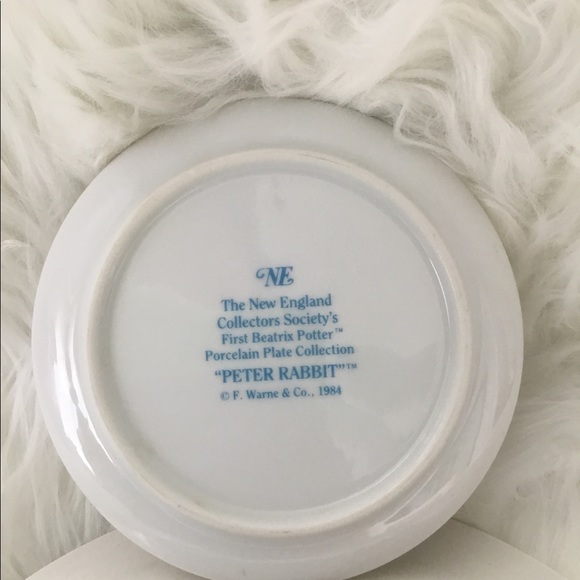 NE
The New England
Collectors Society's
First Beatrix Potter™
Porcelain Plate Collection
“PETER RABBIT”™
© F. Warne & Co., 1984